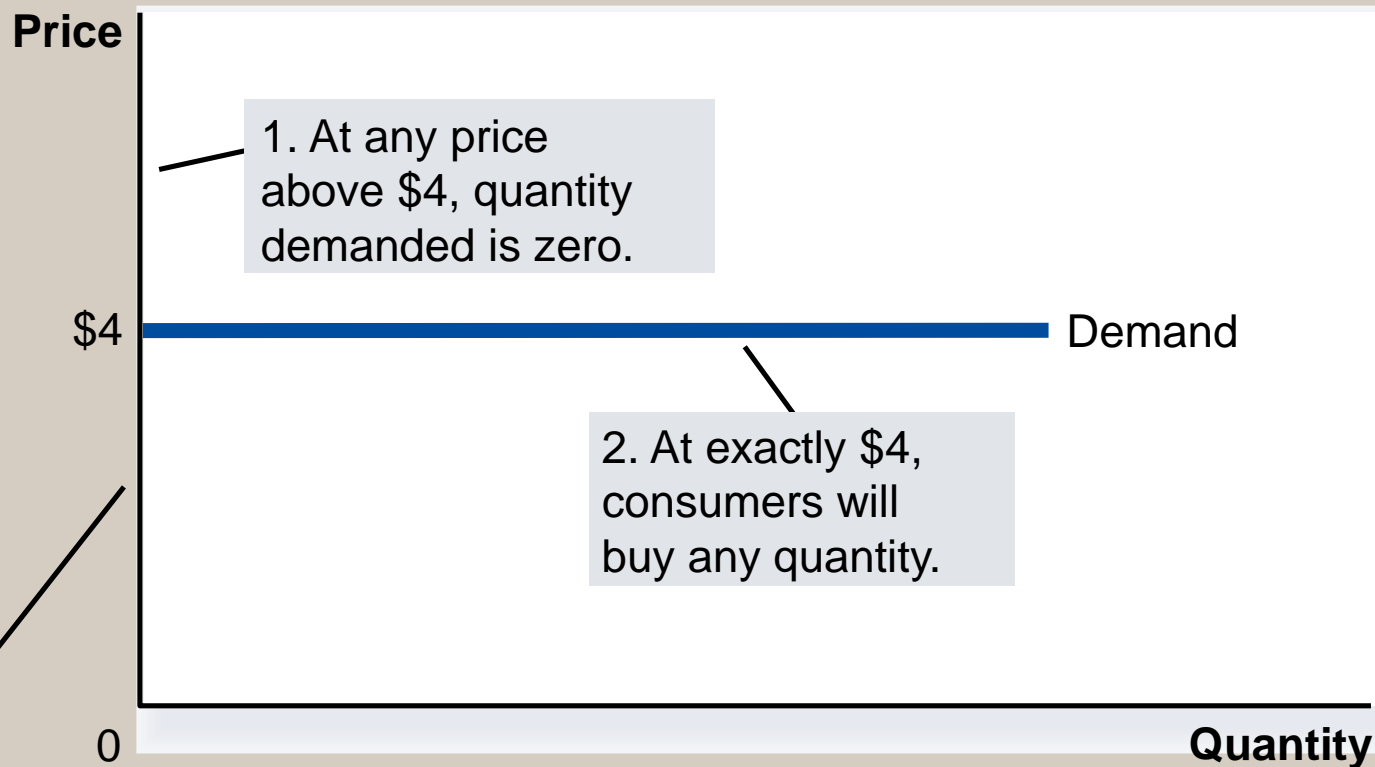 Price
1. At any price
above $4, quantity
demanded is zero.
$4
Demand
2. At exactly $4,
consumers will
buy any quantity.
0
Quantity